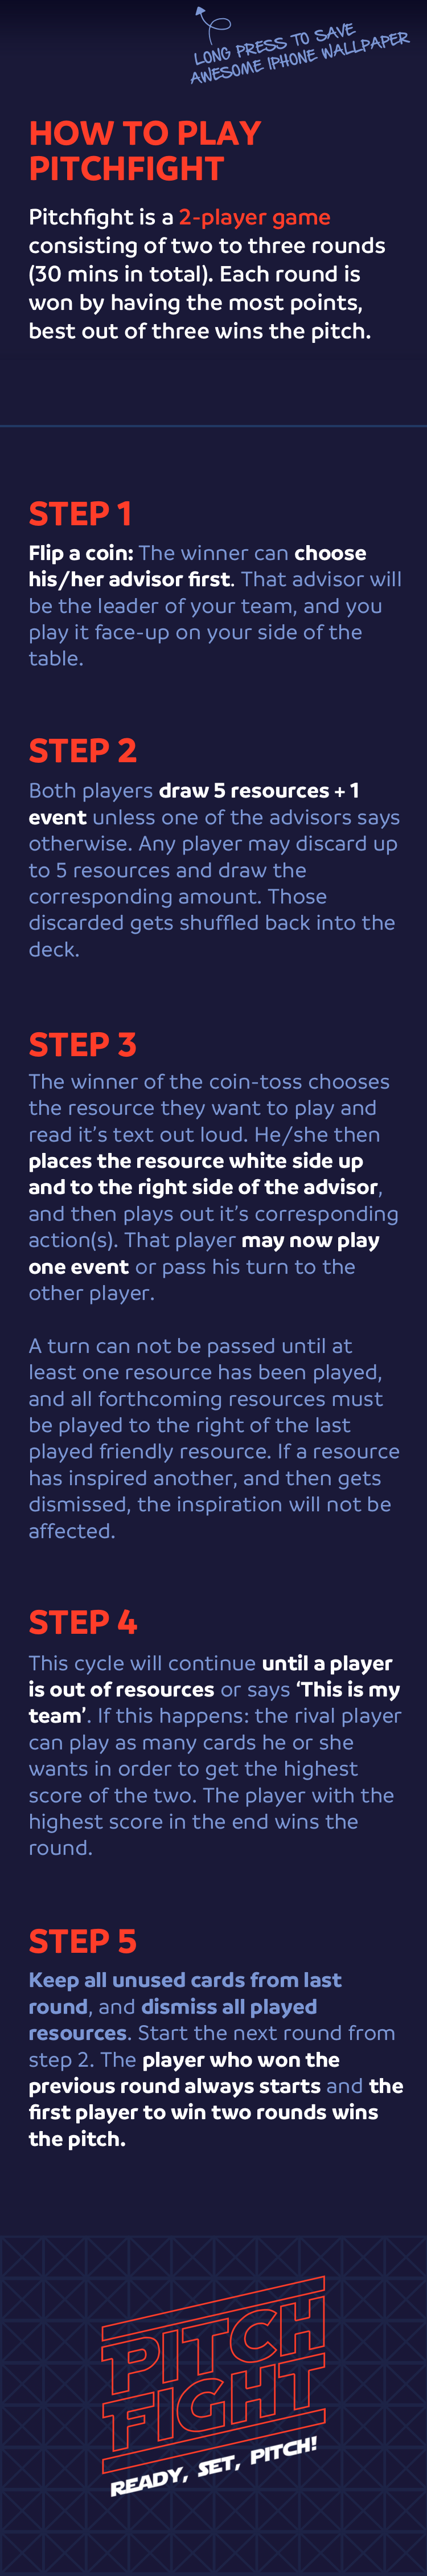 LONG PRESS TO SAVE
AWESOME IPHONE WALLPAPER
HOW TO PLAY
PITCHFIGHT
Pitchfight is a 2-player game
consisting of two to three rounds
(30 mins in total). Each round is
won by having the most points,
best out of three wins the pitch.
STEP 1
Flip a coin: The winner can choose
his/her advisor first. That advisor will
be the leader of your team, and you
play it face-up on your side of the
table.
STEP 2
Both players draw 5 resources + 1
event unless one of the advisors says
otherwise. Any player may discard up
to 5 resources and draw the
corresponding amount. Those
discarded gets shuffled back into the
deck.
STEP 3
The winner of the coin-toss chooses
the resource they want to play and
read it's text out loud. He/she then
places the resource white side up
and to the right side of the advisor,
and then plays out it's corresponding
action(s). That player may now play
one event or pass his turn to the
other player.
A turn can not be passed until at
least one resource has been played,
and all forthcoming resources must
be played to the right of the last
played friendly resource. If a resource
has inspired another, and then gets
dismissed, the inspiration will not be
affected.
STEP 4
This cycle will continue until a player
is out of resources or says ‘This is my
team’. If this happens: the rival player
can play as many cards he or she
wants in order to get the highest
score of the two. The player with the
highest score in the end wins the
round.
STEP 5
Keep all unused cards from last
round, and dismiss all played
resources. Start the next round from
step 2. The player who won the
previous round always starts and the
first player to win two rounds wins
the pitch.
PITCH
FIGHT
READY, SET, PITCH!